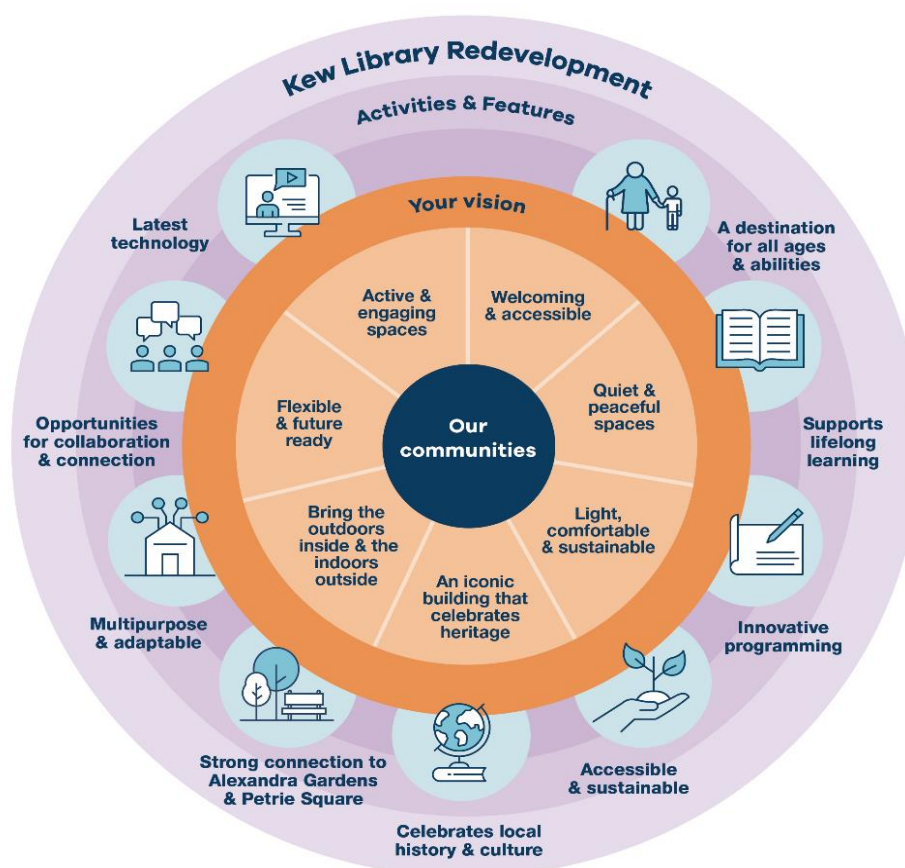 Kew Library Redevelopment
Activities & Features
Your vision
Latest
technology
A destination
for all ages
& abilities
Active &
engaging
spaces
Welcoming
& accessible
Opportunities
for collaboration
& connection
Flexible
& future
ready
Our
communities
Quiet &
peaceful
spaces
Supports
lifelong
learning
Bring the
outdoors
inside & the
indoors
outside
An iconic
building that
celebrates
heritage
Light,
comfortable
& sustainable
Multipurpose
& adaptable
Innovative
programming
Strong connection to
Alexandra Gardens
& Petrie Square
Accessible
& sustainable
Celebrates local
history & culture